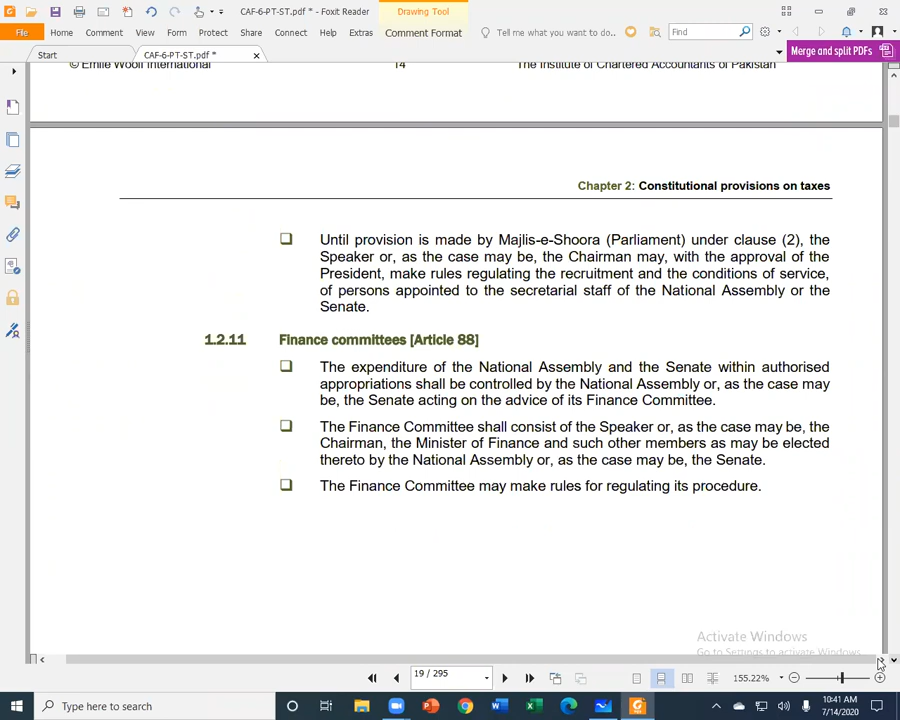 CAF-6-PT-ST.pdf * - Foxit Reader
Drawing Tool
File Home Comment View Form Protect Share Connect Help Extras Comment Format Tell me what you want to do.. Find
Start CAF-6-PT-ST.pdf * Merge and split PDFs
© Emile Woolf International 14 The Institute of Chartered Accountants of Pakistan
Chapter 2: Constitutional provisions on taxes
❑ Until provision is made by Majlis-e-Shoora (Parliament) under clause (2), the
Speaker or, as the case may be, the Chairman may, with the approval of the
President, make rules regulating the recruitment and the conditions of service,
of persons appointed to the secretarial staff of the National Assembly or the
Senate.
1.2.11 Finance committees [Article 88]
❑ The expenditure of the National Assembly and the Senate within authorised
appropriations shall be controlled by the National Assembly or, as the case may
be, the Senate acting on the advice of its Finance Committee.
❑ The Finance Committee shall consist of the Speaker or, as the case may be, the
Chairman, the Minister of Finance and such other members as may be elected
thereto by the National Assembly or, as the case may be, the Senate.
❑ The Finance Committee may make rules for regulating its procedure.
Activate Windows
Go to Settings to activate Windows.
19 / 295 155.22%
Type here to search 10:41 AM
7/14/2020